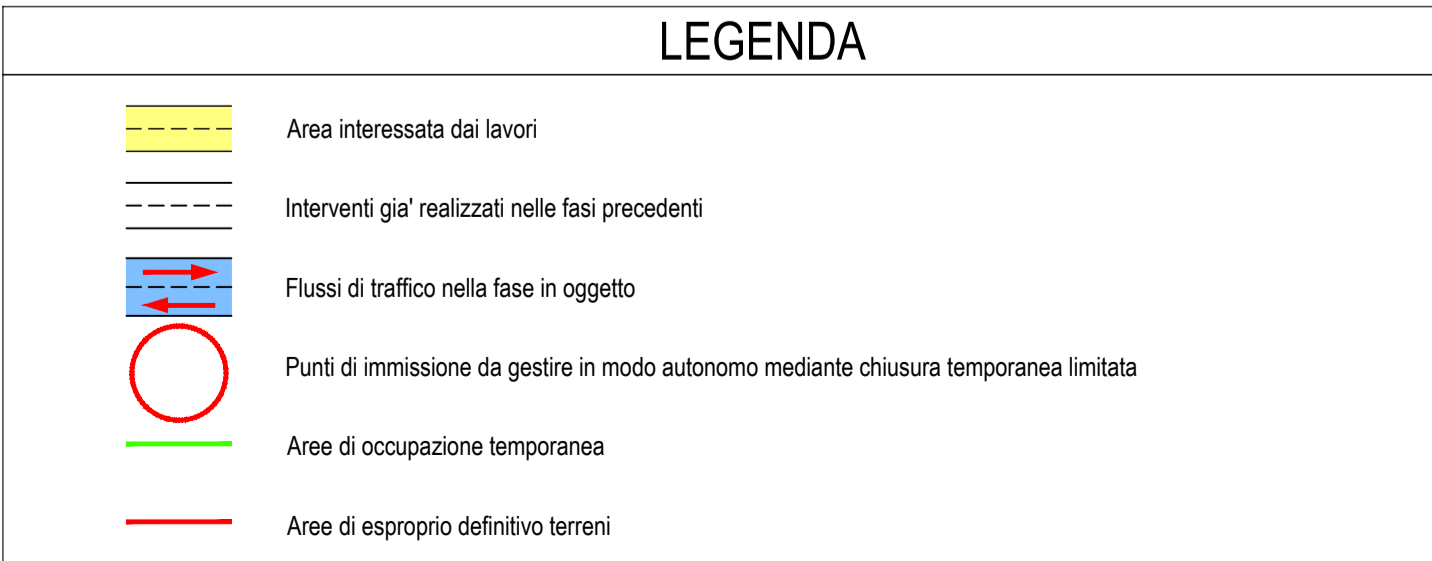 LEGENDA
Area interessata dai lavori
Interventi gia' realizzati nelle fasi precedenti
Flussi di traffico nella fase in oggetto
Punti di immissione da gestire in modo autonomo mediante chiusura temporanea limitata
Aree di occupazione temporanea
Aree di esproprio definitivo terreni